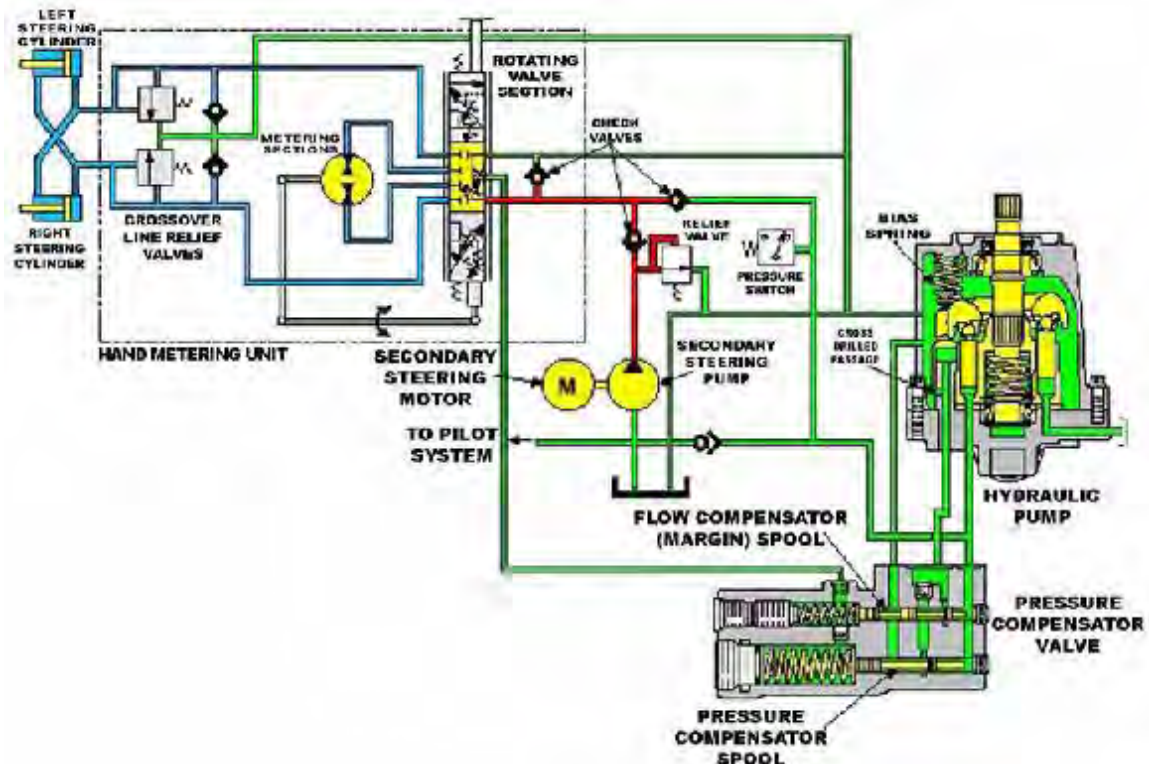 LEFT
STEERING
CYLINDER
ROTATING
VALVE
SECTION
METERING
SECTIONS
CHECK
VALVES
CROSSOVER
LINE RELIEF
VALVES
RIGHT
STEERING
CYLINDER
RELIEF
VALVE
PRESSURE
SWITCH
BIAS
SPRING
CROSS
DRILLED
PASSAGE
HAND METERING UNIT
SECONDARY
STEERING
MOTOR
M
SECONDARY
STEERING
PUMP
TO PILOT
SYSTEM
HYDRAULIC
PUMP
FLOW COMPENSATOR
(MARGIN) SPOOL
PRESSURE
COMPENSATOR
VALVE
PRESSURE
COMPENSATOR
SPOOL